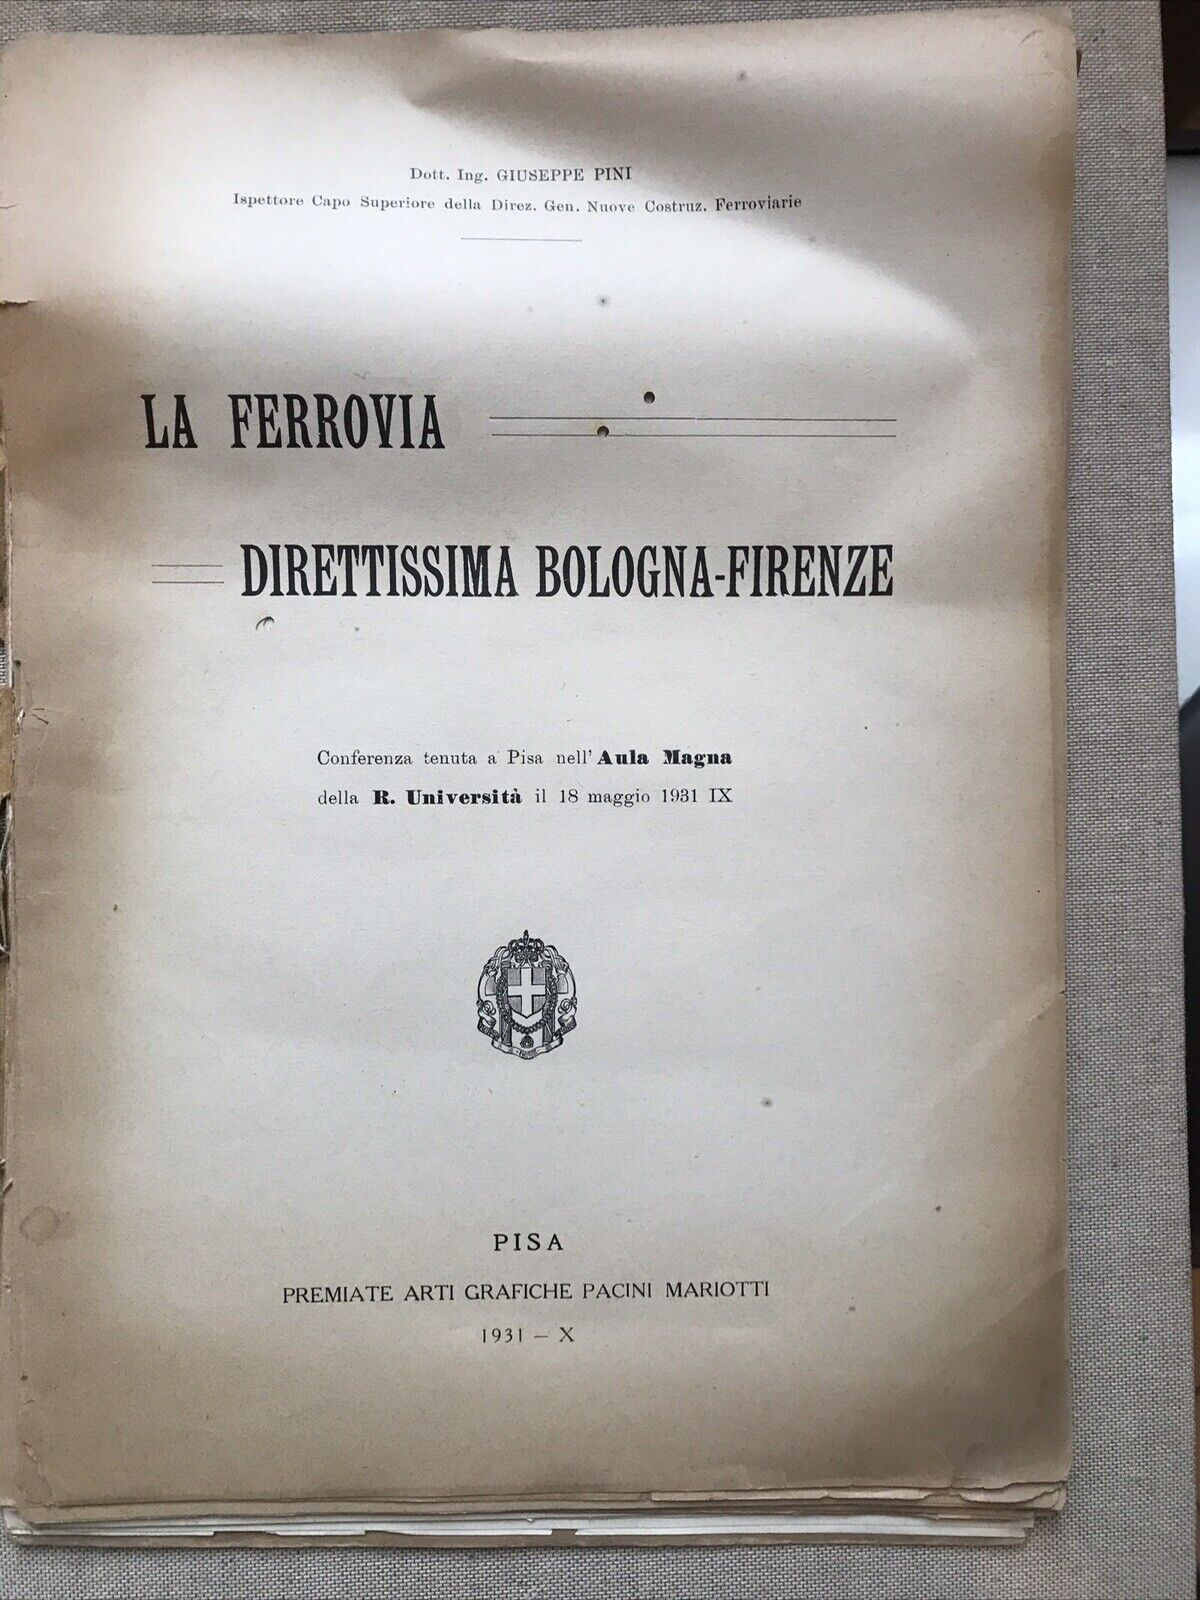 Dott. Ing. GIUSEPPE PINI
Ispettore Capo Superiore della Direz. Gen. Nuove Costruz. Ferroviarie
LA FERROVIA
DIRETTISSIMA BOLOGNA-FIRENZE
Conferenza tenuta a Pisa nell' Aula Magna
della R. Università il 18 maggio 1931 IX
PISA
PREMIATE ARTI GRAFICHE PACINI MARIOTTI
1931 – X